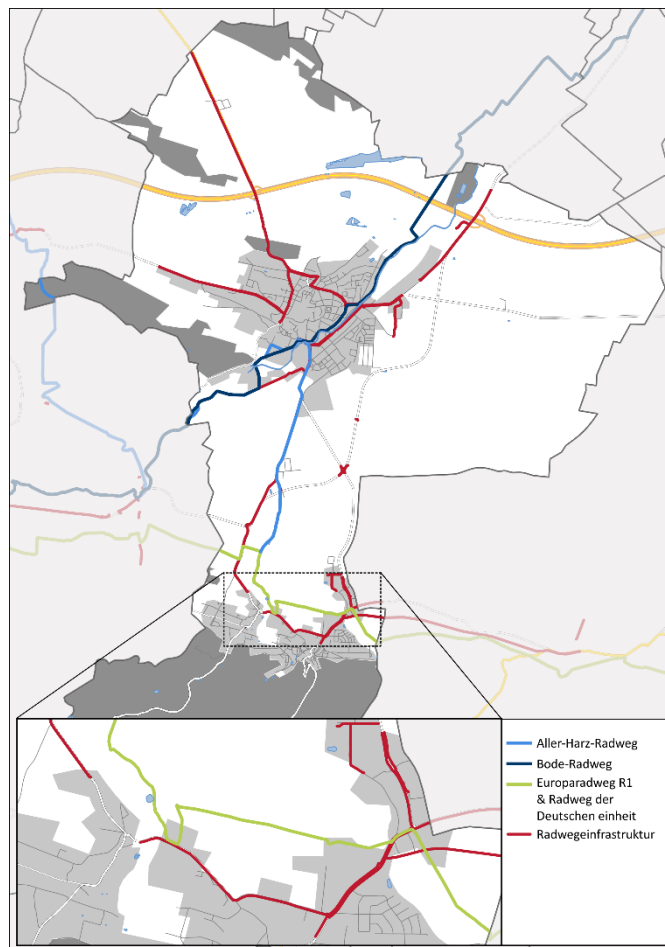 Aller-Harz-Radweg
Bode-Radweg
Europaradweg R1
& Radweg der
Deutschen einheit
Radwegeinfrastruktur